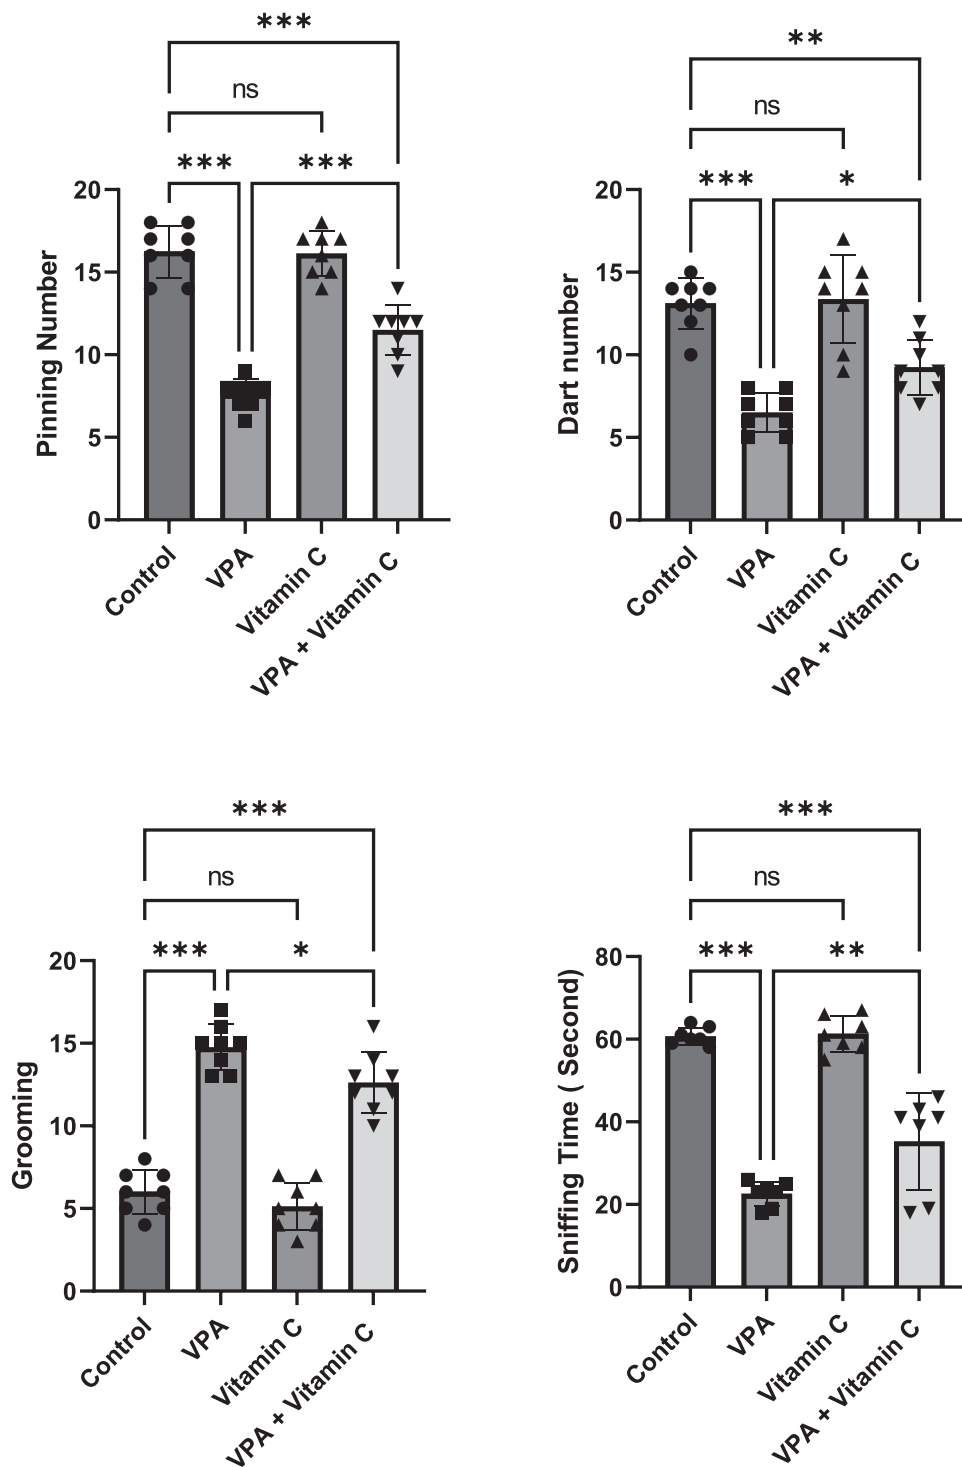 ***
ns
*** ***
20
15
10
5
0
Pinning Number
Control
VPA
Vitamin C
VPA + Vitamin C
**
ns
*** *
20
15
10
5
0
Dart number
Control
VPA
Vitamin C
VPA + Vitamin C
***
ns
*** *
20
15
10
5
0
Grooming
Control
VPA
Vitamin C
VPA + Vitamin C
***
ns
*** **
80
60
40
20
0
Sniffing Time ( Second)
Control
VPA
Vitamin C
VPA + Vitamin C